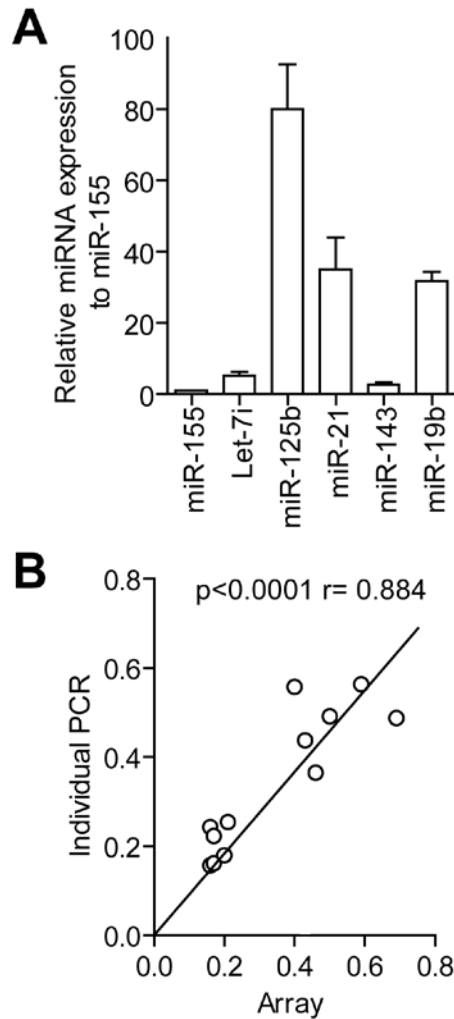 A
Relative miRNA expression
to miR-155
100
80
60
40
20
0
miR-155
Let-7i
miR-125b
miR-21
miR-143
miR-19b
B
p<0.0001 r= 0.884
Individual PCR
0.8
0.6
0.4
0.2
0.0
0.0 0.2 0.4 0.6 0.8
Array